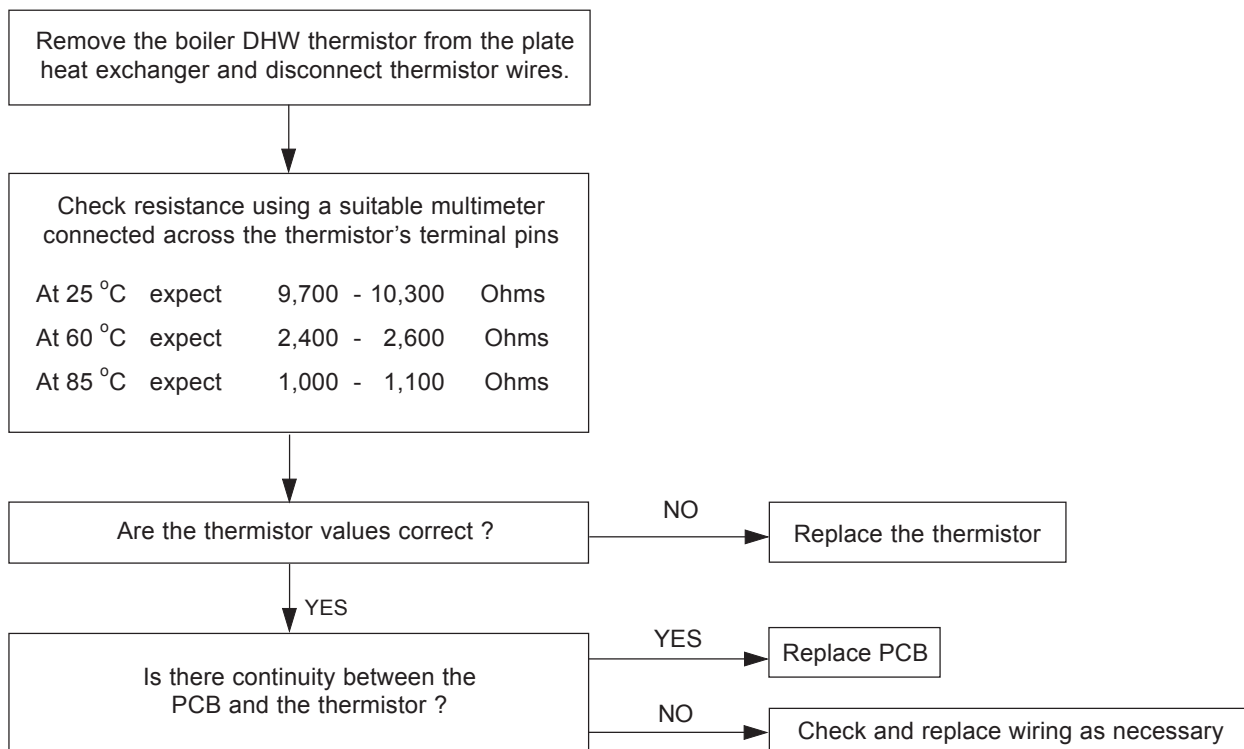 Remove the boiler DHW thermistor from the plate
heat exchanger and disconnect thermistor wires.
Check resistance using a suitable multimeter
connected across the thermistor’s terminal pins
At 25 °C expect 9,700 - 10,300 Ohms
At 60 °C expect 2,400 - 2,600 Ohms
At 85 °C expect 1,000 - 1,100 Ohms
Are the thermistor values correct ?
NO
Replace the thermistor
YES
Is there continuity between the
PCB and the thermistor ?
YES
Replace PCB
NO
Check and replace wiring as necessary